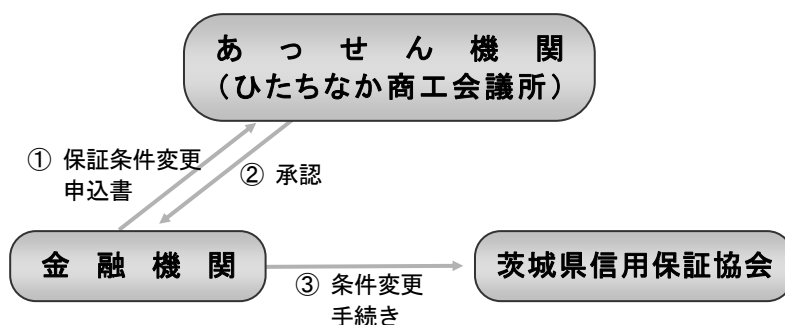 あっせん機関
（ひたちなか商工会議所）
① 保証条件変更
申込書
② 承認
金融機関
茨城県信用保証協会
③ 条件変更
手続き